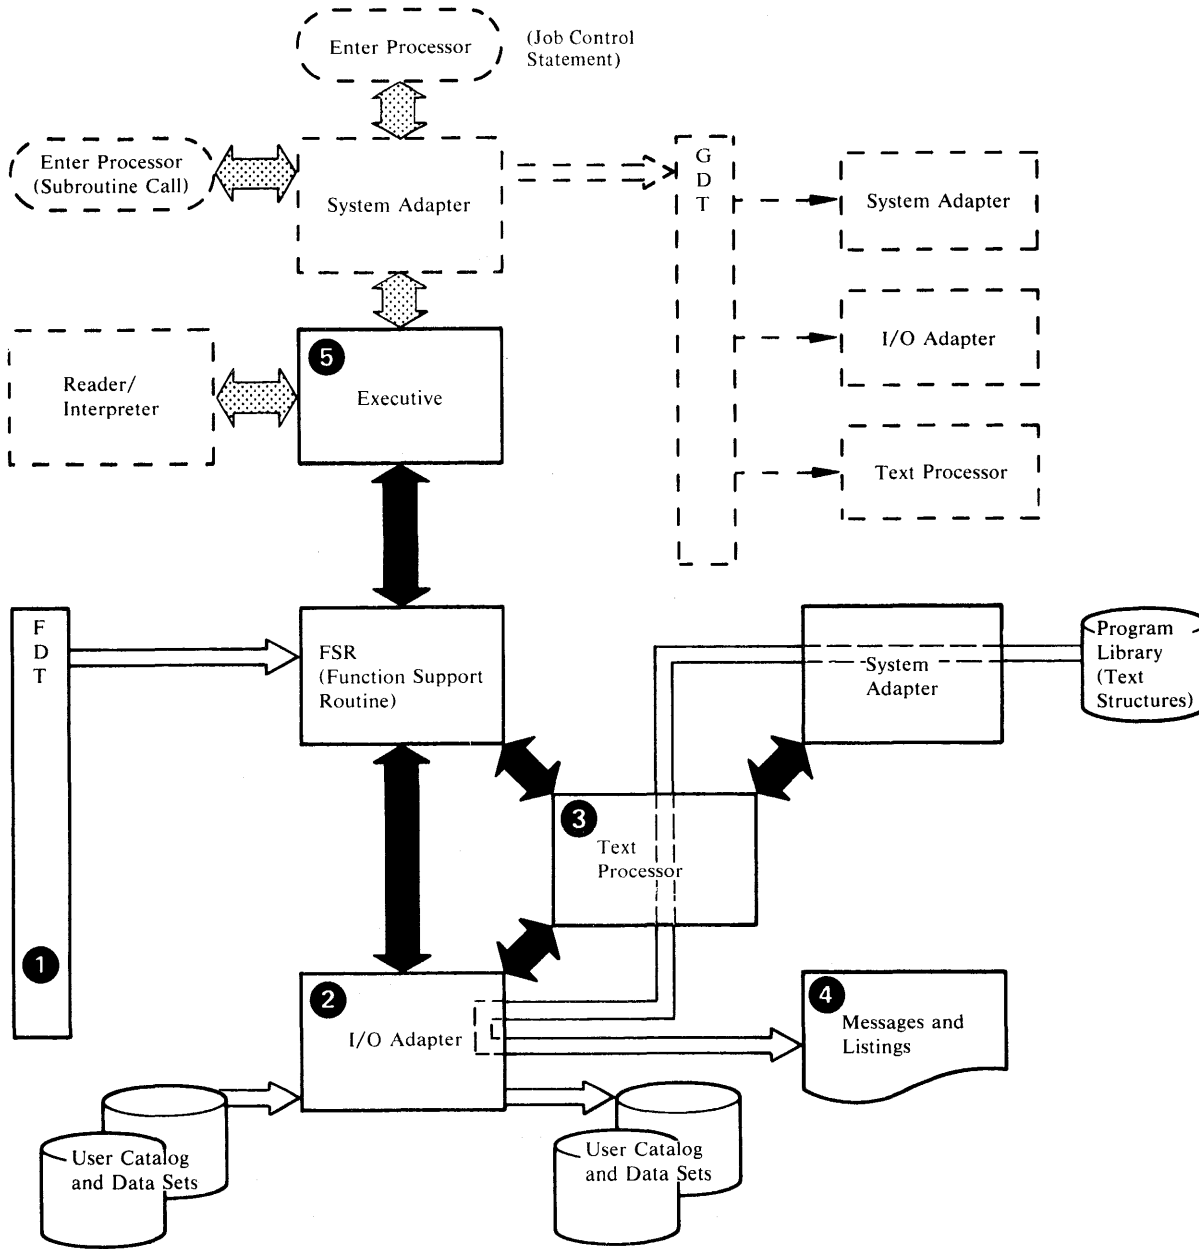 Enter Processor
(Job Control
Statement)
Enter Processor
(Subroutine Call)
System Adapter
G
D
T
System Adapter
I/O Adapter
Text Processor
5
Executive
Reader/
Interpreter
F
D
T
1
FSR
(Function Support
Routine)
System
Adapter
Program
Library
(Text
Structures)
3
Text
Processor
2
I/O Adapter
4
Messages and
Listings
User Catalog
and Data Sets
User Catalog
and Data Sets